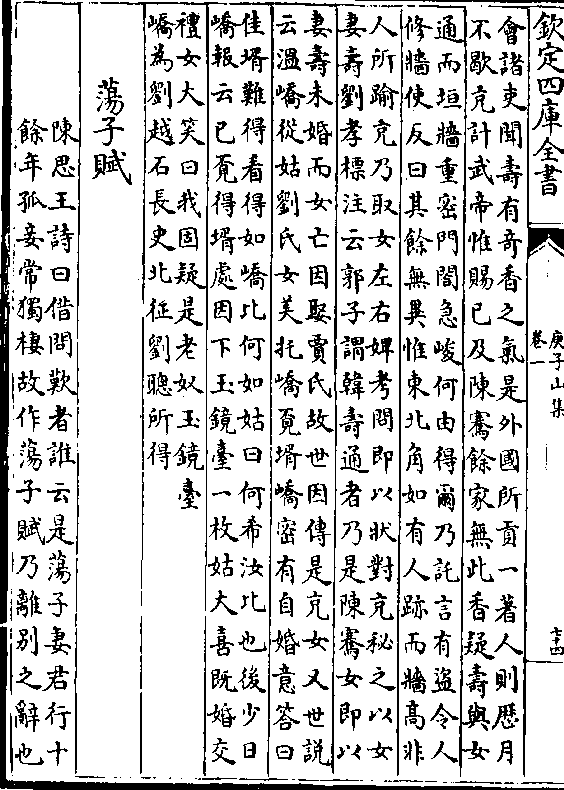 欽定四庫全書
庾子山集
卷一
七十四
會諸吏聞壽有奇香之氣是外國所貢一著人則歷月
不歇充計武帝惟賜已及陳騫餘家無此香疑壽與女
通而垣牆重密門閤急峻何由得爾乃託言有盜令人
修牆使反曰其餘無異惟東北角如有人跡而牆高非
人所踰充乃取女左右婢考問即以狀對充秘之以女
妻壽劉孝標注云郭子謂韓壽通者乃是陳騫女即以
妻壽未婚而女亡因娶賈氏故世因傳是充女又世説
云溫嶠從姑劉氏女美托嶠覓壻嶠密有自婚意答曰
佳壻難得看得如嶠比何如姑曰何希汝比也後少日
嶠報云已覓得壻處因下玉鏡臺一枚姑大喜既婚交
禮女大笑曰我固疑是老奴玉鏡臺
嶠為劉越石長史北征劉聰所得
蕩子賦
陳思王詩曰借問歎者誰云是蕩子妻君行十
餘年孤妾常獨棲故作蕩子賦乃離別之辭也